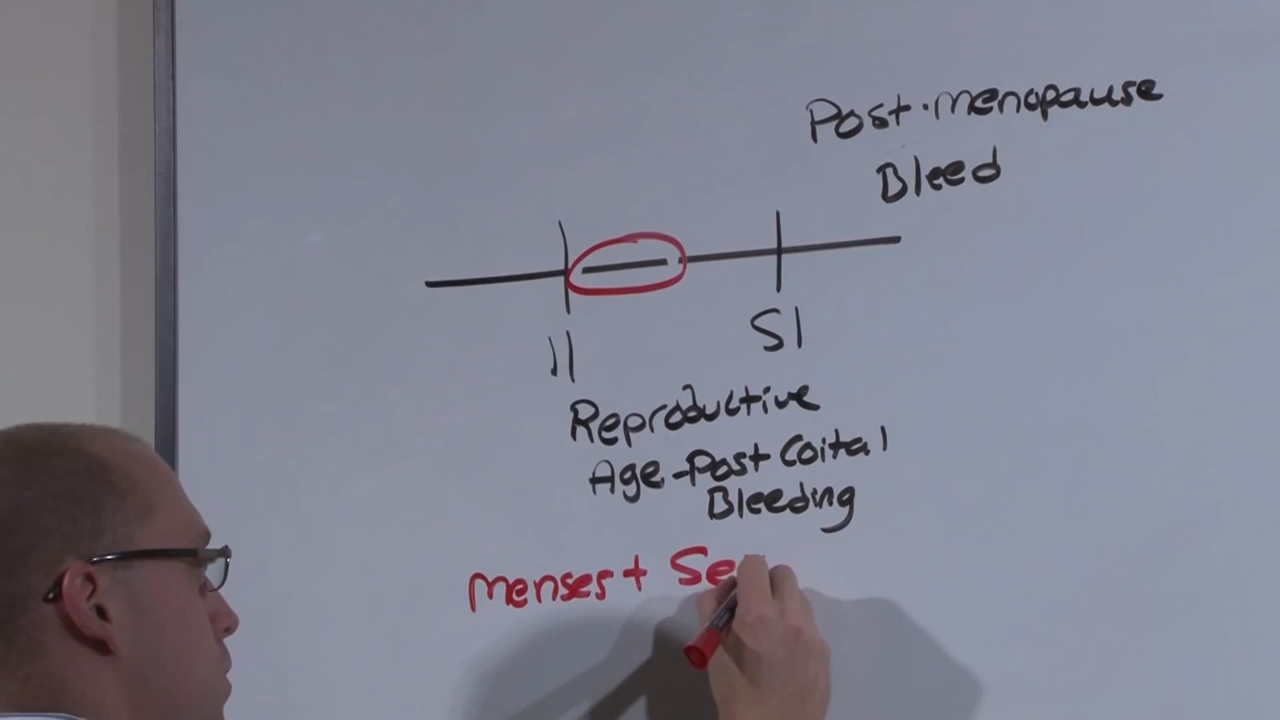 Post-menopause
Bleed
11
51
Reproductive
Age-Post Coital
Bleeding
menses + Se